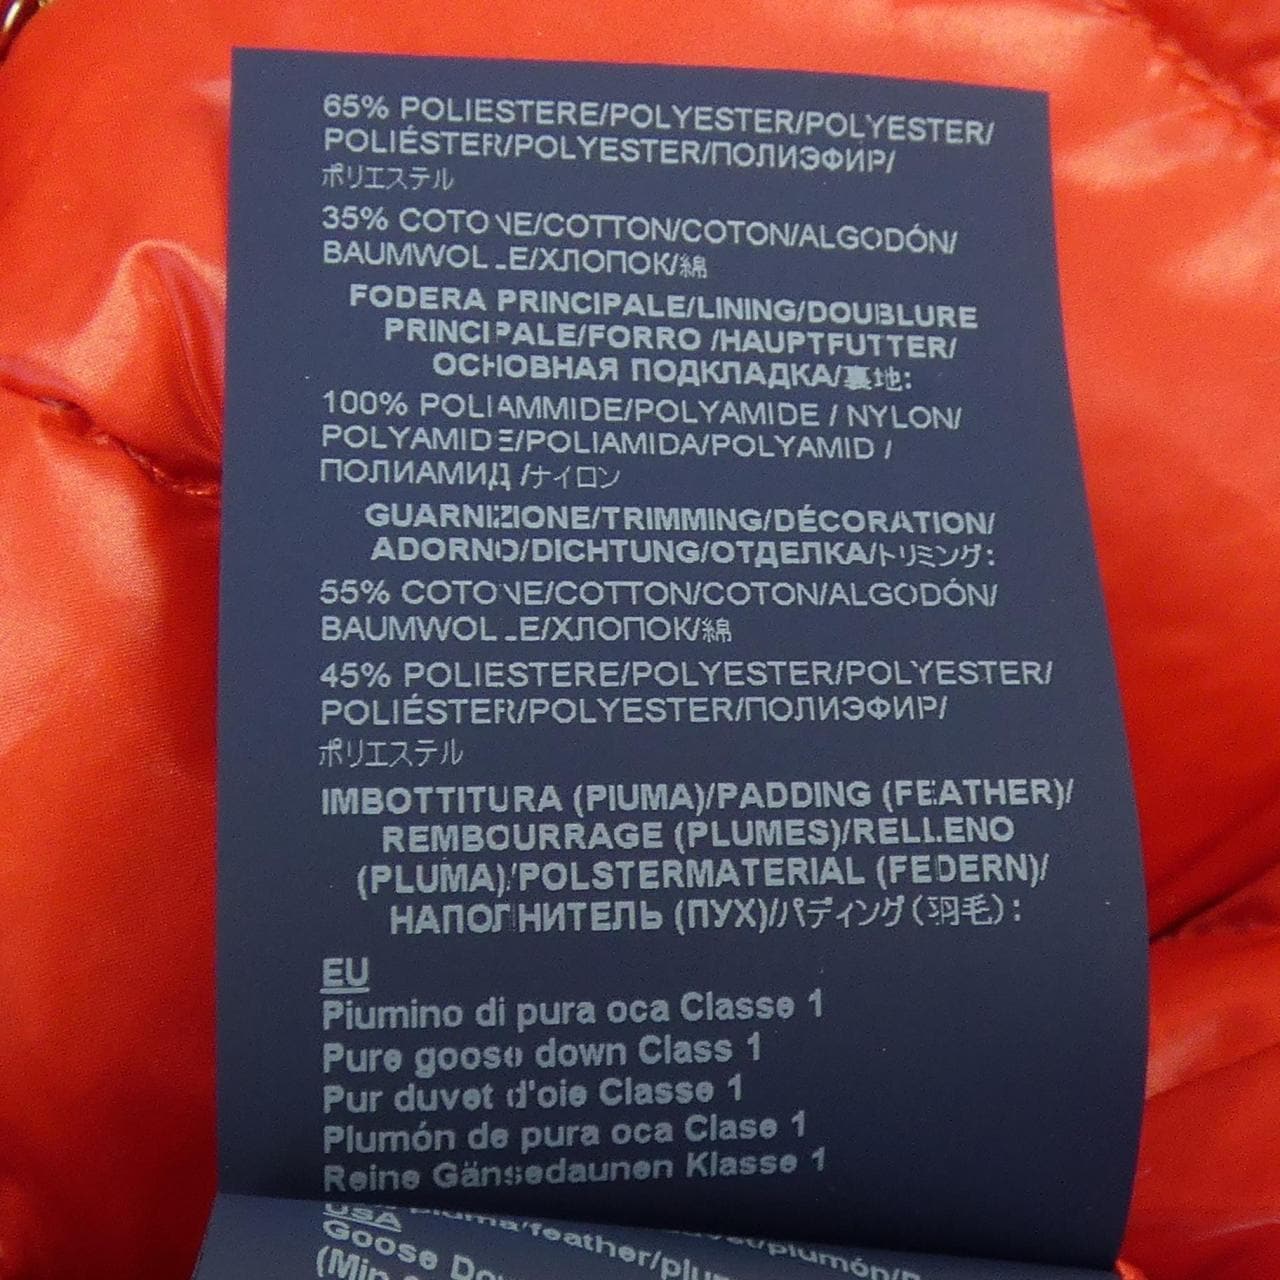 65% POLIESTERE/POLYESTER/POLYESTER/
POLIÉSTER/POLYESTER/ПОЛИЭФИР/
ポリエステル
35% COTONE/COTTON/COTON/ALGODÓN/
BAUMWOLLE/ХЛОПОК/綿
FODERA PRINCIPALE/LINING/DOUBLURE
PRINCIPALE/FORRO /HAUPTFUTTER/
ОСНОВНАЯ ПОДКЛАДКА/裏地:
100% POLIAMMIDE/POLYAMIDE / NYLON/
POLYAMIDE/POLIAMIDA/POLYAMID /
ПОЛИАМИД /ナイロン
GUARNIZIONE/TRIMMING/DÉCORATION/
ADORNO/DICHTUNG/ОТДЕЛКА/トリミング:
55% COTONE/COTTON/COTON/ALGODÓN/
BAUMWOLLE/ХЛОПОК/綿
45% POLIESTERE/POLYESTER/POLYESTER/
POLIÉSTER/POLYESTER/ПОЛИЭФИР/
ポリエステル
IMBOTTITURA (PIUMA)/PADDING (FEATHER)/
REMBOURRAGE (PLUMES)/RELLENO
(PLUMA)/POLSTERMATERIAL (FEDERN)/
НАПОЛНИТЕЛЬ (ПУХ)/パディング(羽毛):
EU
Piumino di pura oca Classe 1
Pure goose down Class 1
Pur duvet d'oie Classe 1
Plumón de pura oca Clase 1
Reine Gänsedaunen Klasse 1
USA
Goose
(Min
piuma/feather/plumón/